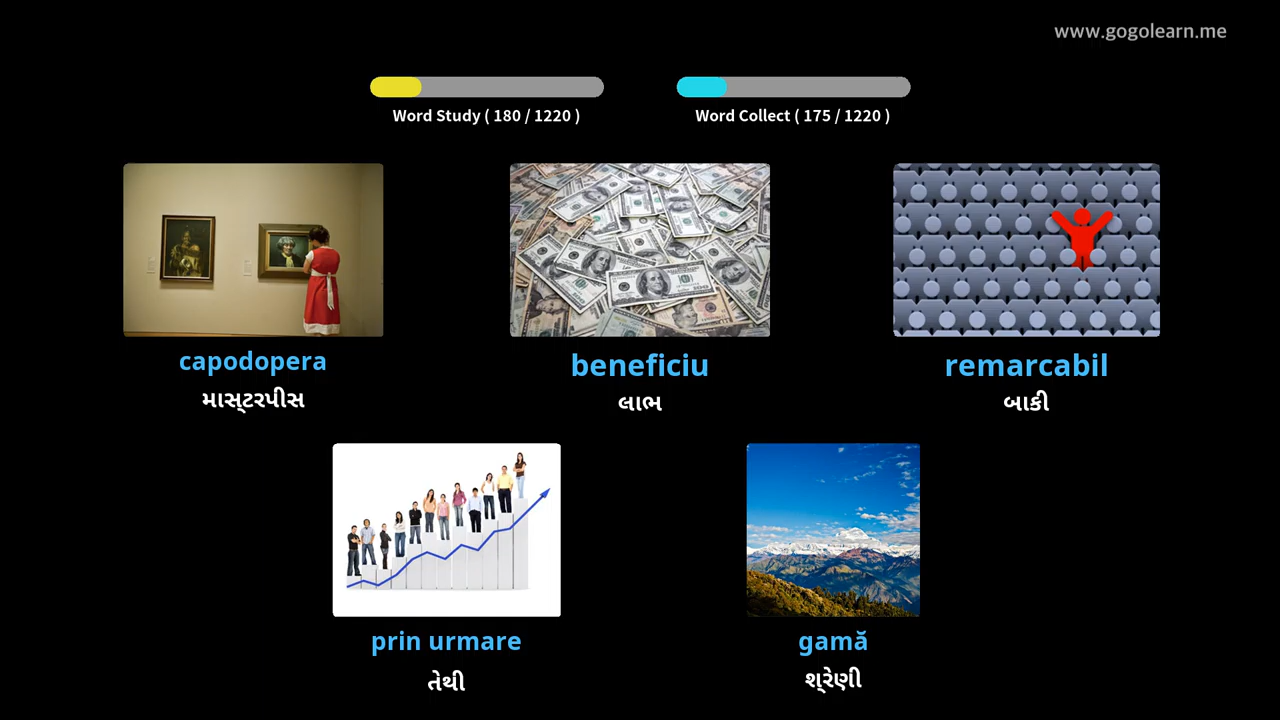 www.gogolearn.me
Word Study ( 180 / 1220 )
Word Collect ( 175 / 1220 )
capodopera
માસ્ટરપીસ
beneficiu
લાભ
remarcabil
બાકી
prin urmare
તેથી
gamă
શ્રેણી